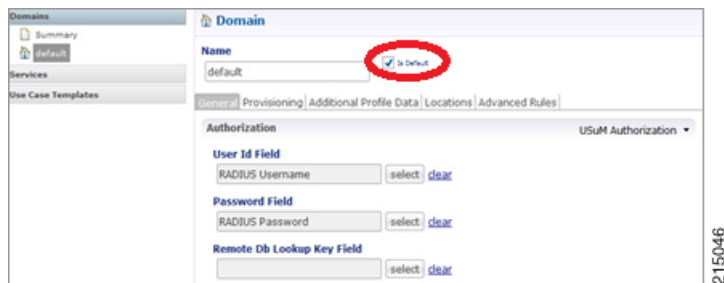 Domains
Summary
default
Services
Use Case Templates
Domain
Name
Is Default
default
General Provisioning Additional Profile Data Locations Advanced Rules
Authorization
USuM Authorization
User Id Field
RADIUS Username select clear
Password Field
RADIUS Password select clear
Remote Db Lookup Key Field
select clear
215046